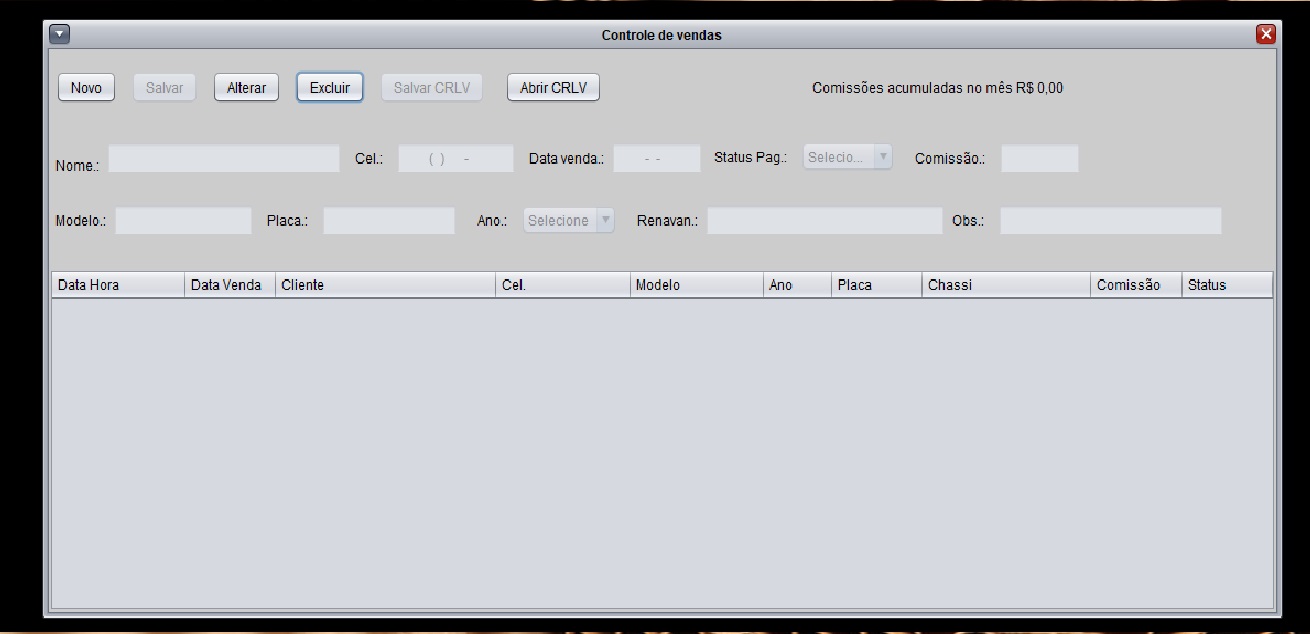 Controle de vendas
Novo Salvar Alterar Excluir Salvar CRLV Abrir CRLV Comissões acumuladas no mês R$ 0,00
Nome.: Cel.: ( ) - Data venda.: - - Status Pag.: Selecio... Comissão.:
Modelo.: Placa.: Ano.: Selecione Renavan.: Obs.:
Data Hora Data Venda Cliente Cel. Modelo Ano Placa Chassi Comissão Status